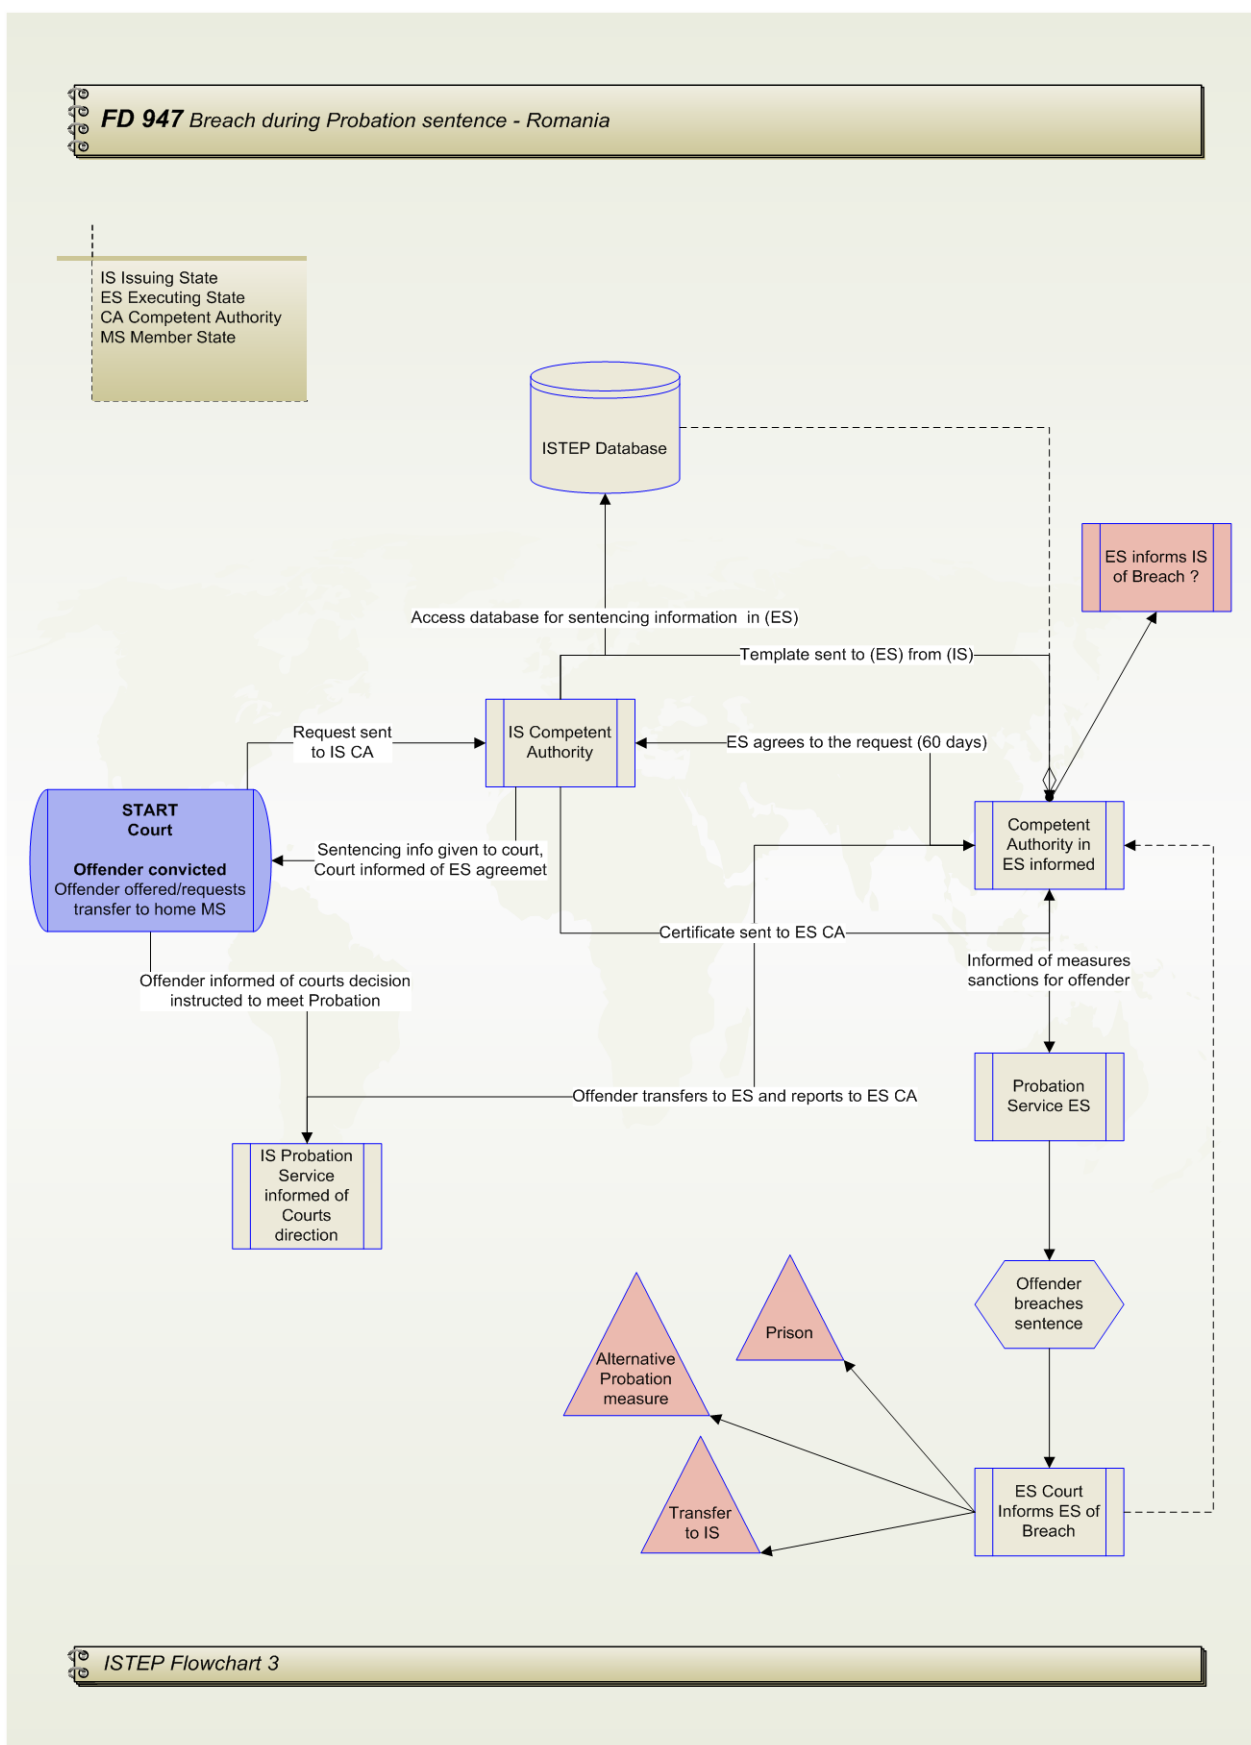 FD 947 Breach during Probation sentence - Romania
IS Issuing State
ES Executing State
CA Competent Authority
MS Member State
ISTEP Database
ES informs IS
of Breach ?
Access database for sentencing information in (ES)
Template sent to (ES) from (IS)
Request sent
to IS CA
IS Competent
Authority
ES agrees to the request (60 days)
START
Court
Offender convicted
Offender offered/requests
transfer to home MS
Sentencing info given to court,
Court informed of ES agreemet
Competent
Authority in
ES informed
Certificate sent to ES CA
Informed of measures
sanctions for offender
Offender informed of courts decision
instructed to meet Probation
Probation
Service ES
Offender transfers to ES and reports to ES CA
IS Probation
Service
informed of
Courts
direction
Offender
breaches
sentence
Prison
Alternative
Probation
measure
Transfer
to IS
ES Court
Informs ES of
Breach
ISTEP Flowchart 3